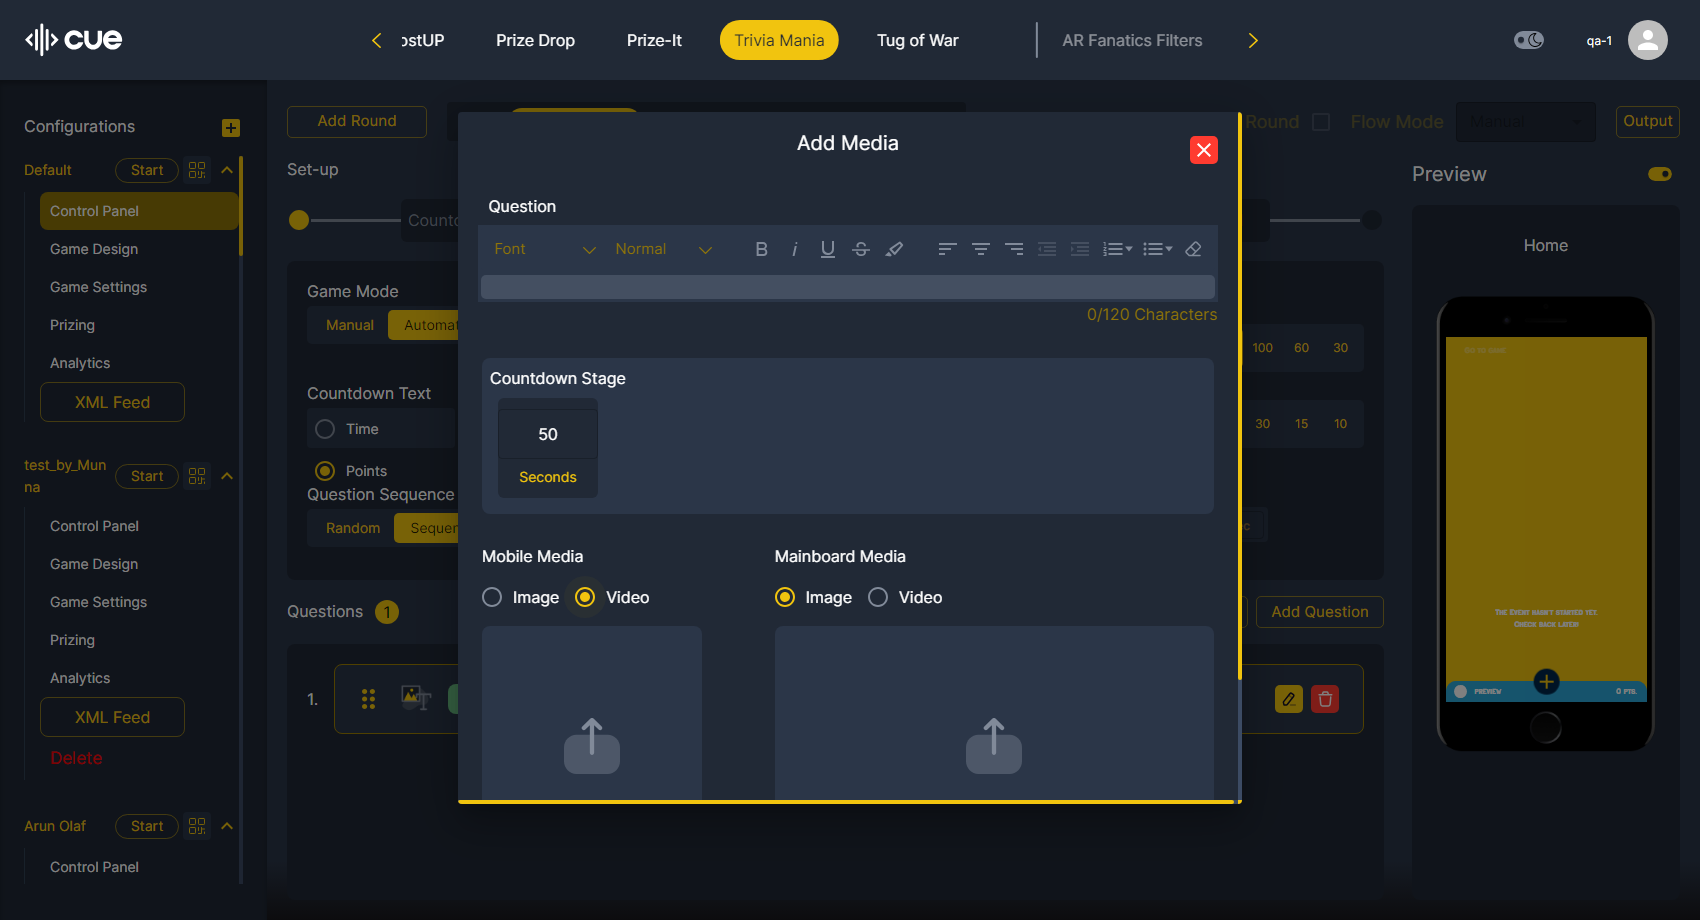 cue
ostUP
Prize Drop
Prize-It
Trivia Mania
Tug of War
AR Fanatics Filters
qa-1
Configurations
Default
Start
Control Panel
Game Design
Game Settings
Prizing
Analytics
XML Feed
test_by_Mun
na
Start
Control Panel
Game Design
Game Settings
Prizing
Analytics
XML Feed
Delete
Arun Olaf
Start
Control Panel
Add Round
Round
Flow Mode
Manual
Output
Set-up
Countd
Game Mode
Manual
Automat
Countdown Text
Time
Points
Question Sequence
Random
Sequen
100
60
30
30
15
10
Questions
1
Add Question
1.
Add Media
Question
Font
Normal
0/120 Characters
Countdown Stage
50
Seconds
Mobile Media
Image
Video
Mainboard Media
Image
Video
Preview
Home
The Event hasn't started yet.
Check back later!
PREVIEW
0 PTS.